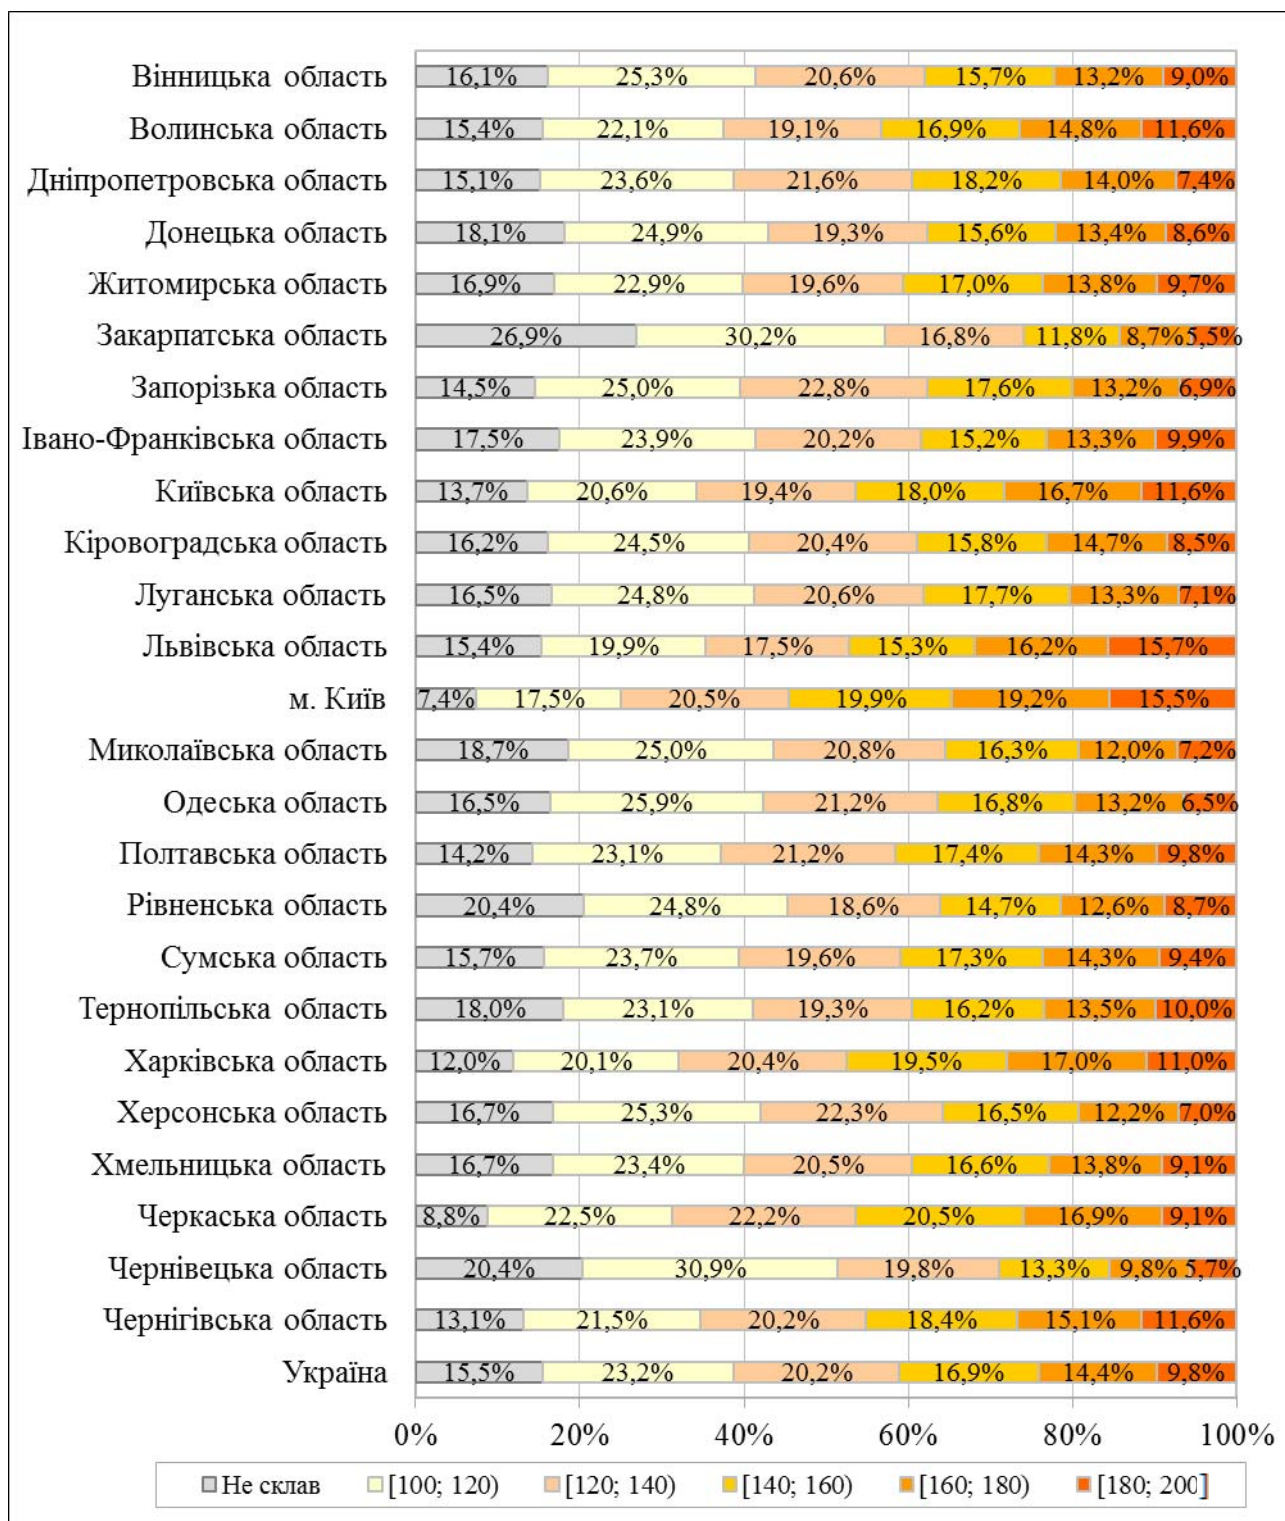 Вінницька область 16,1% 25,3% 20,6% 15,7% 13,2% 9,0%
Волинська область 15,4% 22,1% 19,1% 16,9% 14,8% 11,6%
Дніпропетровська область 15,1% 23,6% 21,6% 18,2% 14,0% 7,4%
Донецька область 18,1% 24,9% 19,3% 15,6% 13,4% 8,6%
Житомирська область 16,9% 22,9% 19,6% 17,0% 13,8% 9,7%
Закарпатська область 26,9% 30,2% 16,8% 11,8% 8,7% 5,5%
Запорізька область 14,5% 25,0% 22,8% 17,6% 13,2% 6,9%
Івано-Франківська область 17,5% 23,9% 20,2% 15,2% 13,3% 9,9%
Київська область 13,7% 20,6% 19,4% 18,0% 16,7% 11,6%
Кіровоградська область 16,2% 24,5% 20,4% 15,8% 14,7% 8,5%
Луганська область 16,5% 24,8% 20,6% 17,7% 13,3% 7,1%
Львівська область 15,4% 19,9% 17,5% 15,3% 16,2% 15,7%
м. Київ 7,4% 17,5% 20,5% 19,9% 19,2% 15,5%
Миколаївська область 18,7% 25,0% 20,8% 16,3% 12,0% 7,2%
Одеська область 16,5% 25,9% 21,2% 16,8% 13,2% 6,5%
Полтавська область 14,2% 23,1% 21,2% 17,4% 14,3% 9,8%
Рівненська область 20,4% 24,8% 18,6% 14,7% 12,6% 8,7%
Сумська область 15,7% 23,7% 19,6% 17,3% 14,3% 9,4%
Тернопільська область 18,0% 23,1% 19,3% 16,2% 13,5% 10,0%
Харківська область 12,0% 20,1% 20,4% 19,5% 17,0% 11,0%
Херсонська область 16,7% 25,3% 22,3% 16,5% 12,2% 7,0%
Хмельницька область 16,7% 23,4% 20,5% 16,6% 13,8% 9,1%
Черкаська область 8,8% 22,5% 22,2% 20,5% 16,9% 9,1%
Чернівецька область 20,4% 30,9% 19,8% 13,3% 9,8% 5,7%
Чернігівська область 13,1% 21,5% 20,2% 18,4% 15,1% 11,6%
Україна 15,5% 23,2% 20,2% 16,9% 14,4% 9,8%
0% 20% 40% 60% 80% 100%
Не склав [100; 120) [120; 140) [140; 160) [160; 180) [180; 200]